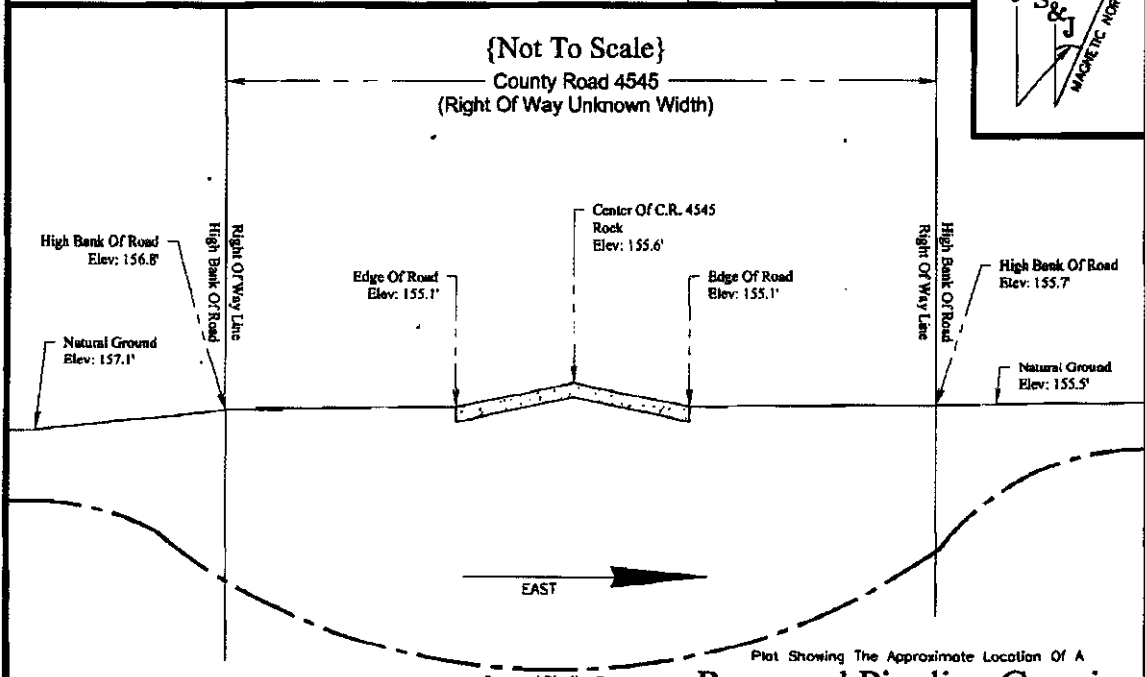 {Not To Scale}
County Road 4545
(Right Of Way Unknown Width)
S&J
MAGNETIC
Center Of C.R. 4545
Rock
Elev: 155.6'
High Bank Of Road
Elev: 156.8'
Right Of Way Line
High Bank Of Road
Edge Of Road
Elev: 155.1'
Edge Of Road
Elev: 155.1'
High Bank Of Road
Right Of Way Line
High Bank Of Road
Elev: 155.7'
Natural Ground
Elev: 157.1'
Natural Ground
Elev: 155.5'
EAST
Plat Showing The Approximate Location Of A